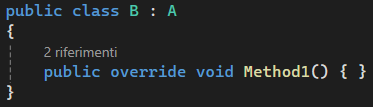 public class B : A
{
2 riferimenti
public override void Method1() { }
}